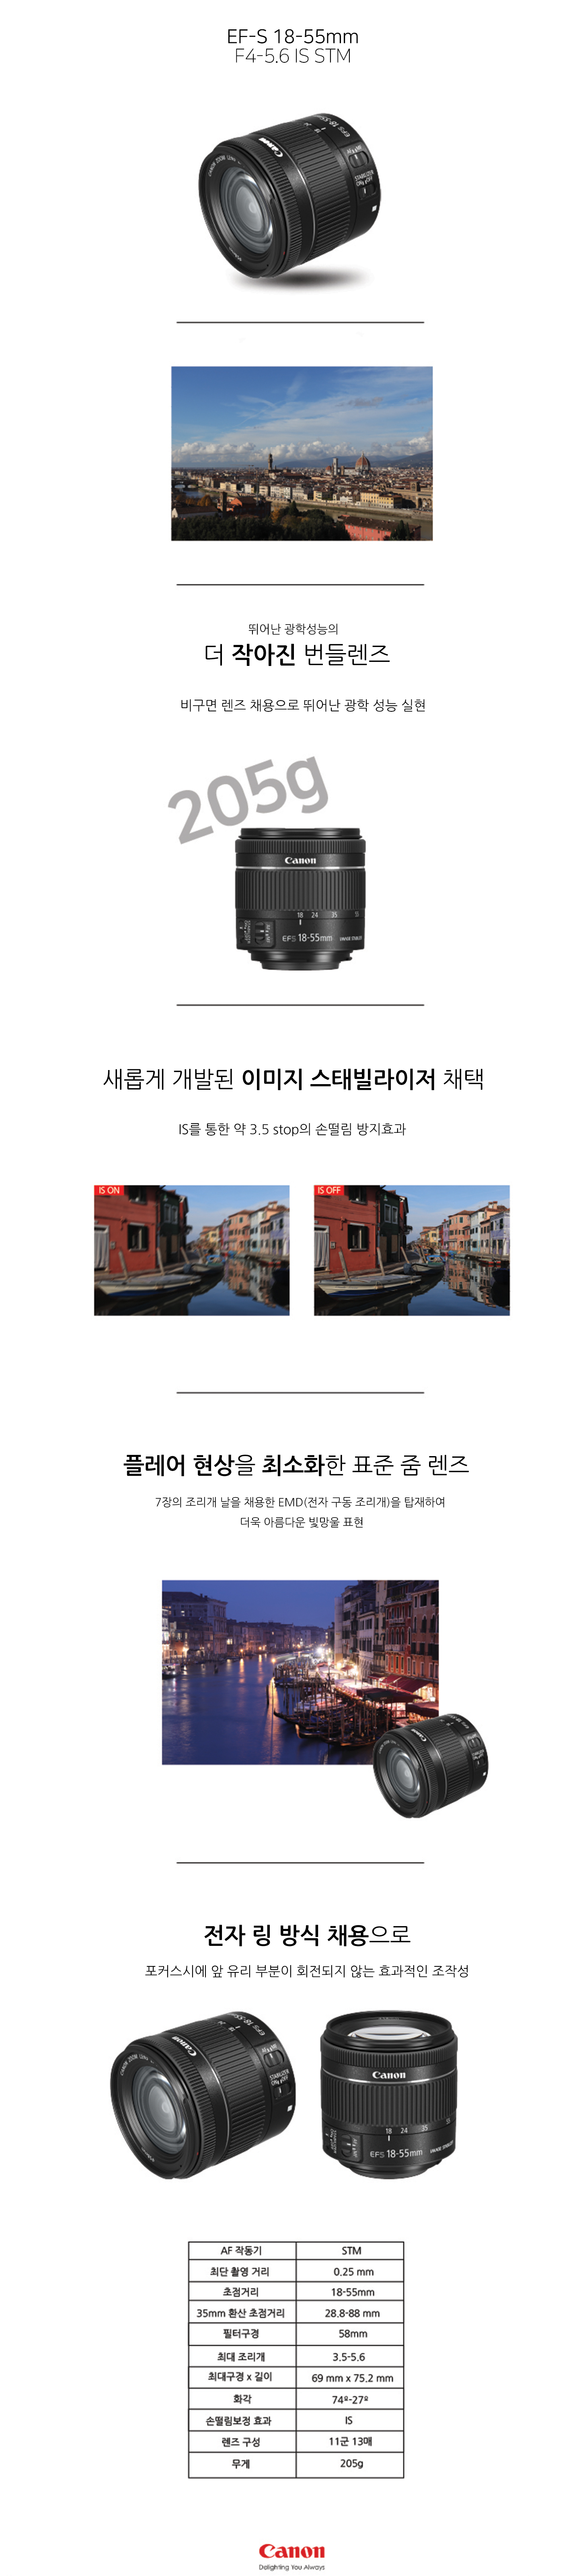 EF-S 18-55mm
F4-5.6 IS STM
Canon
뛰어난 광학성능의
더 작아진 번들렌즈
비구면 렌즈 채용으로 뛰어난 광학 성능 실현
205g
Canon
18 24 35 55
EFS 18-55mm IMAGE STABILIZER
새롭게 개발된 이미지 스태빌라이저 채택
IS를 통한 약 3.5 stop의 손떨림 방지효과
IS ON IS OFF
플레어 현상을 최소화한 표준 줌 렌즈
7장의 조리개 날을 채용한 EMD(전자 구동 조리개)을 탑재하여
더욱 아름다운 빛망울 표현
전자 링 방식 채용으로
포커스시에 앞 유리 부분이 회전되지 않는 효과적인 조작성
Canon
Canon
18 24 35 55
EFS 18-55mm
AF 작동기 STM
최단 촬영 거리 0.25 mm
초점거리 18-55mm
35mm 환산 초점거리 28.8-88 mm
필터구경 58mm
최대 조리개 3.5-5.6
최대구경 x 길이 69 mm x 75.2 mm
화각 74º-27º
손떨림보정 효과 IS
렌즈 구성 11군 13매
무게 205g
Canon
Delighting You Always